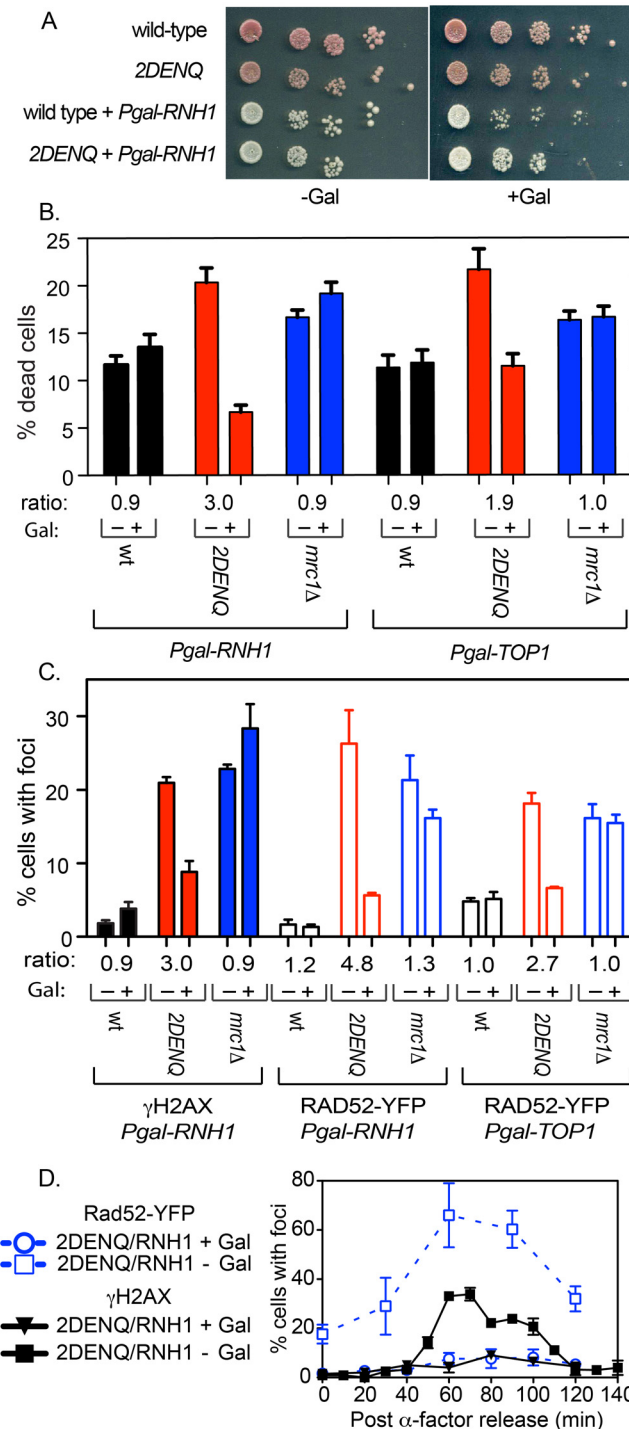 A
wild-type
2DENQ
wild type + Pgal-RNH1
2DENQ + Pgal-RNH1
-Gal +Gal
B.
% dead cells
25
20
15
10
5
0
ratio: 0.9 3.0 0.9 0.9 1.9 1.0
Gal: − + − + − + − + − + − +
wt 2DENQ mrc1Δ wt 2DENQ mrc1Δ
Pgal-RNH1 Pgal-TOP1
C.
% cells with foci
30
20
10
0
ratio: 0.9 3.0 0.9 1.2 4.8 1.3 1.0 2.7 1.0
Gal: − + − + − + − + − + − + − + − + − +
wt 2DENQ mrc1Δ wt 2DENQ mrc1Δ wt 2DENQ mrc1Δ
γH2AX RAD52-YFP RAD52-YFP
Pgal-RNH1 Pgal-RNH1 Pgal-TOP1
D.
Rad52-YFP
2DENQ/RNH1 + Gal
2DENQ/RNH1 - Gal
γH2AX
2DENQ/RNH1 + Gal
2DENQ/RNH1 - Gal
% cells with foci
80
60
40
20
0
0 20 40 60 80 100 120 140
Post α-factor release (min)